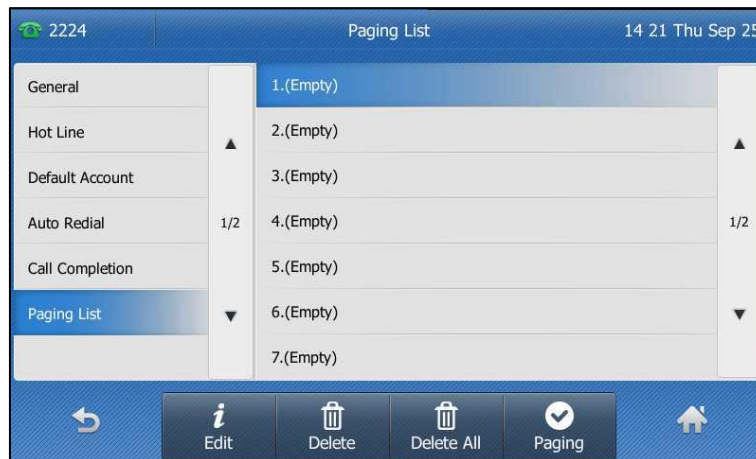 2224 Paging List 14 21 Thu Sep 25
General
Hot Line
Default Account
Auto Redial
Call Completion
Paging List
1/2
1.(Empty)
2.(Empty)
3.(Empty)
4.(Empty)
5.(Empty)
6.(Empty)
7.(Empty)
1/2
i
Edit Delete Delete All Paging